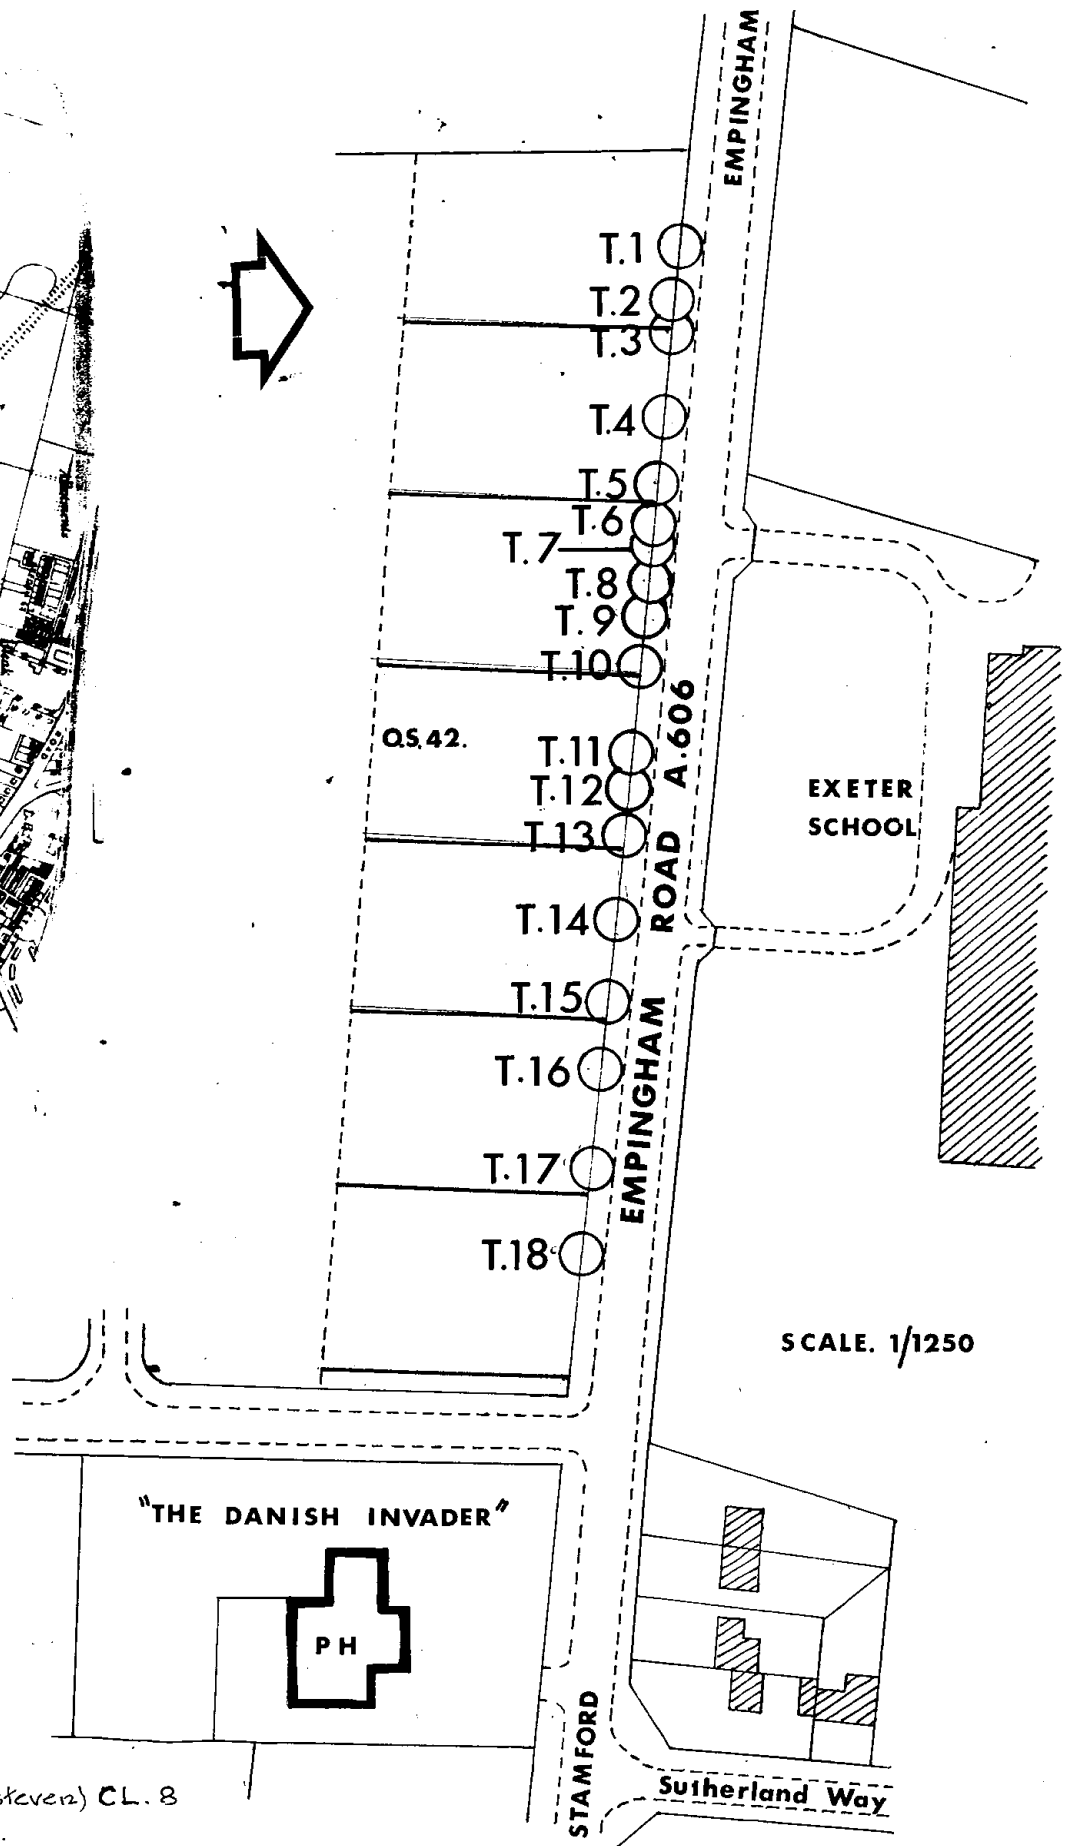 EMPINGHAM
T.1
T.2
T.3
T.4
T.5
T.6
T.7
T.8
T.9
T.10
A.606
O.S. 42.
T.11
T.12
EXETER
SCHOOL
T.13
ROAD
T.14
T.15
EMPINGHAM
T.16
T.17
T.18
SCALE. 1/1250
"THE DANISH INVADER"
PH
STAMFORD
Sutherland Way
CL. 8